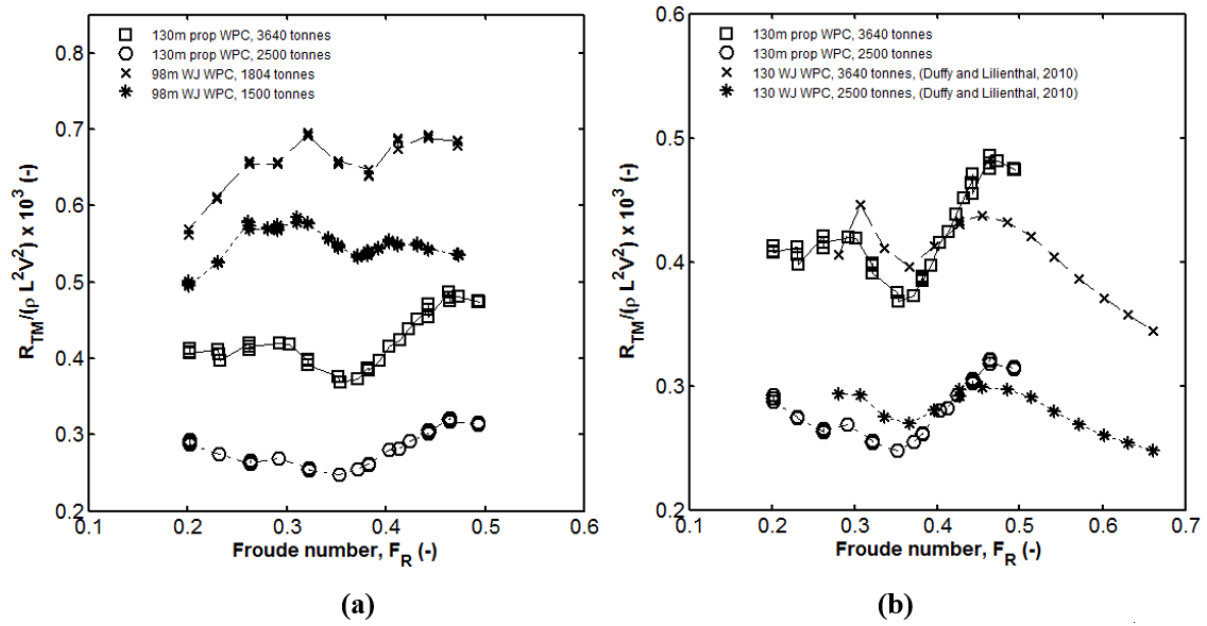 130m prop WPC, 3640 tonnes
130m prop WPC, 2500 tonnes
98m WJ WPC, 1804 tonnes
98m WJ WPC, 1500 tonnes
0.8
0.7
0.6
0.5
0.4
0.3
0.2
R_TM/(ρ L²V²) x 10³ (-)
0.1 0.2 0.3 0.4 0.5 0.6
Froude number, F_R (-)
(a)
130m prop WPC, 3640 tonnes
130m prop WPC, 2500 tonnes
130 WJ WPC, 3640 tonnes, (Duffy and Lilienthal, 2010)
130 WJ WPC, 2500 tonnes, (Duffy and Lilienthal, 2010)
0.6
0.5
0.4
0.3
0.2
R_TM/(ρ L²V²) x 10³ (-)
0.1 0.2 0.3 0.4 0.5 0.6 0.7
Froude number, F_R (-)
(b)